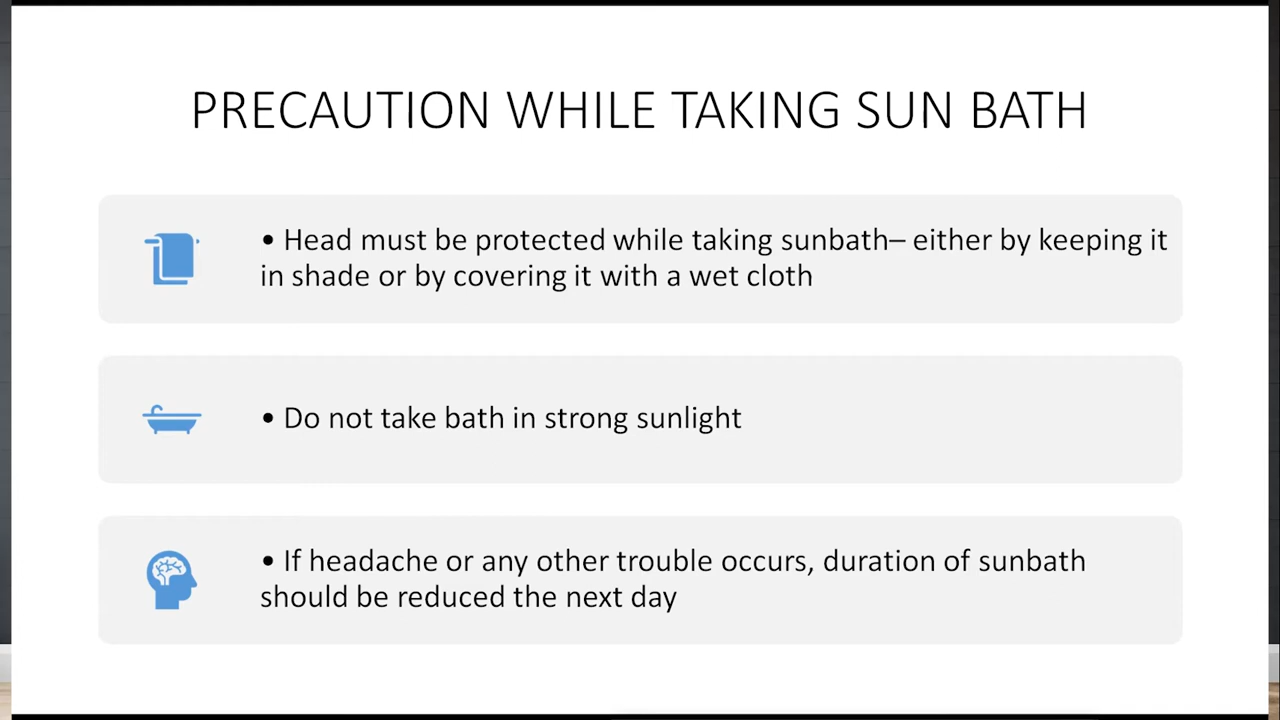 PRECAUTION WHILE TAKING SUN BATH
• Head must be protected while taking sunbath– either by keeping it
in shade or by covering it with a wet cloth
• Do not take bath in strong sunlight
• If headache or any other trouble occurs, duration of sunbath
should be reduced the next day